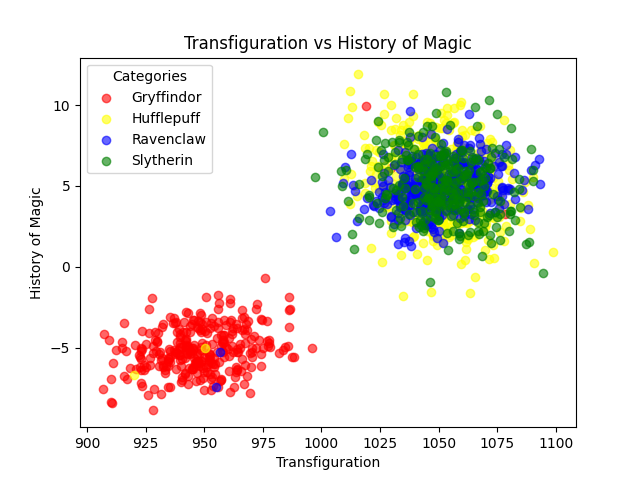 Transfiguration vs History of Magic
Categories
Gryffindor
Hufflepuff
Ravenclaw
Slytherin
10
5
0
−5
History of Magic
900
925
950
975
1000
1025
1050
1075
1100
Transfiguration